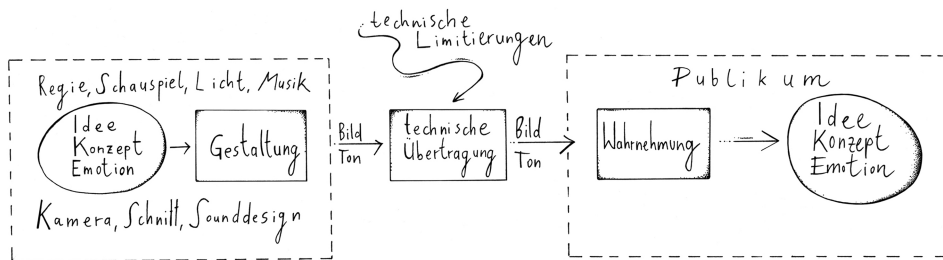 technische
Limitierungen
Regie, Schauspiel, Licht, Musik
Idee
Konzept
Emotion
Gestaltung
Kamera, Schnitt, Sounddesign
Bild
Ton
technische
Übertragung
Bild
Ton
Publikum
Wahrnehmung
Idee
Konzept
Emotion